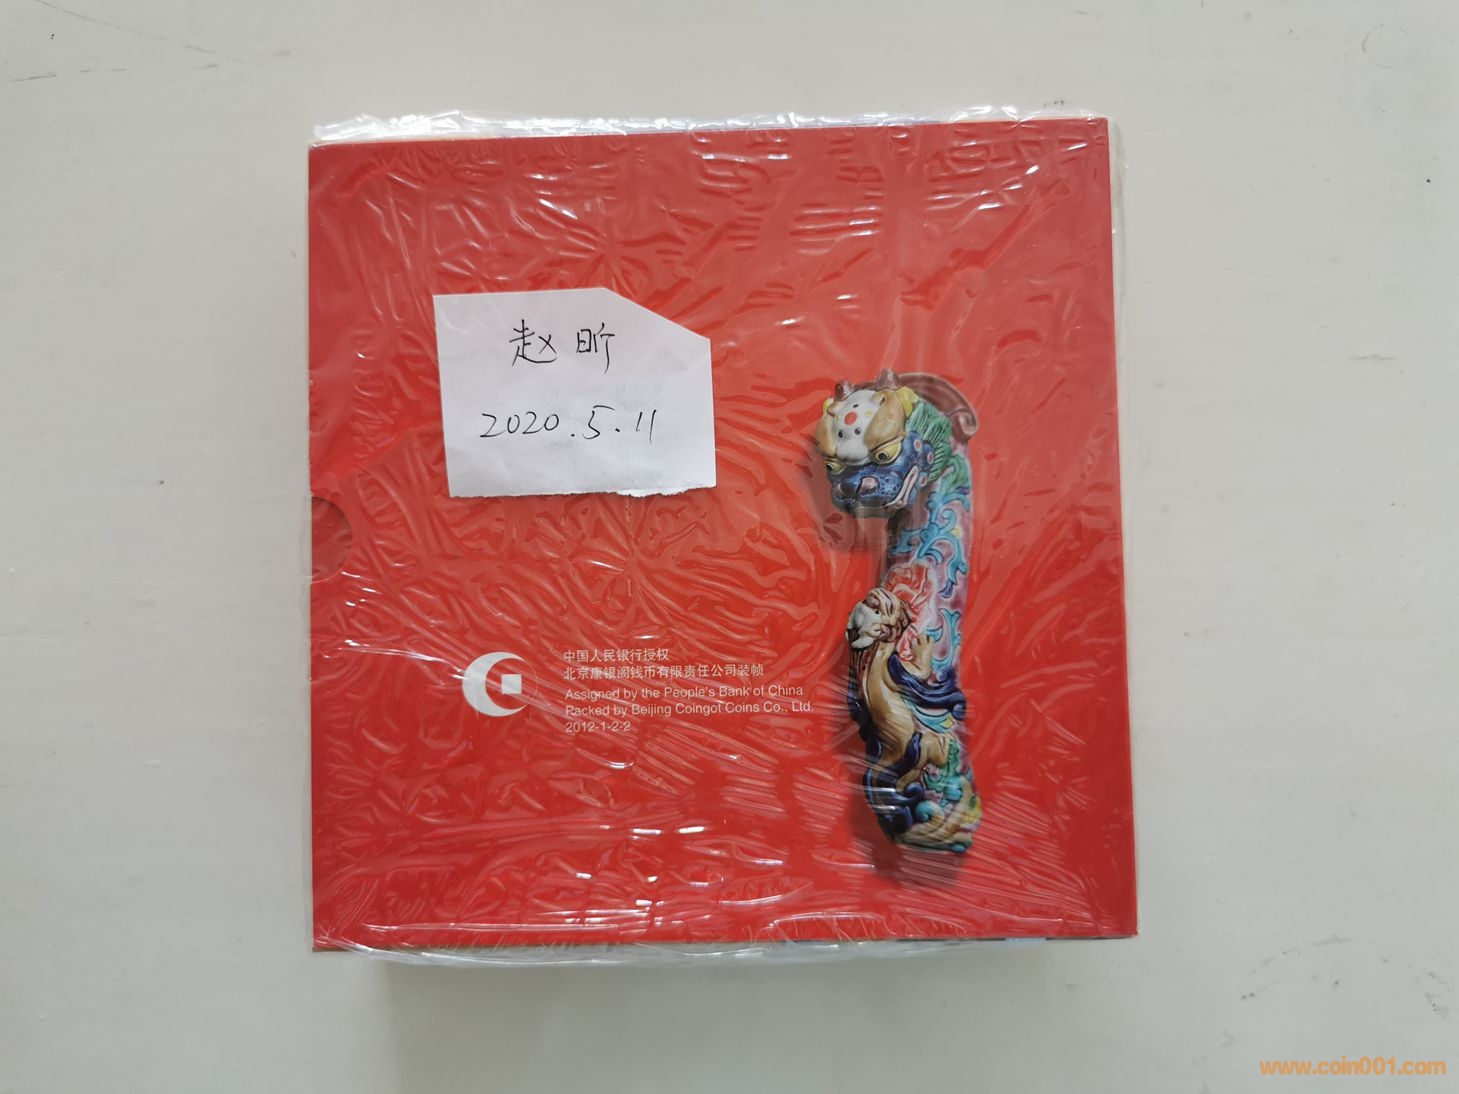 赵昕
2020.5.11
中国人民银行授权
北京康银阁钱币有限责任公司装帧
Assigned by the People's Bank of China
Packed by Beijing Coingot Coins Co., Ltd.
2012-1-2-2
www.coin001.com